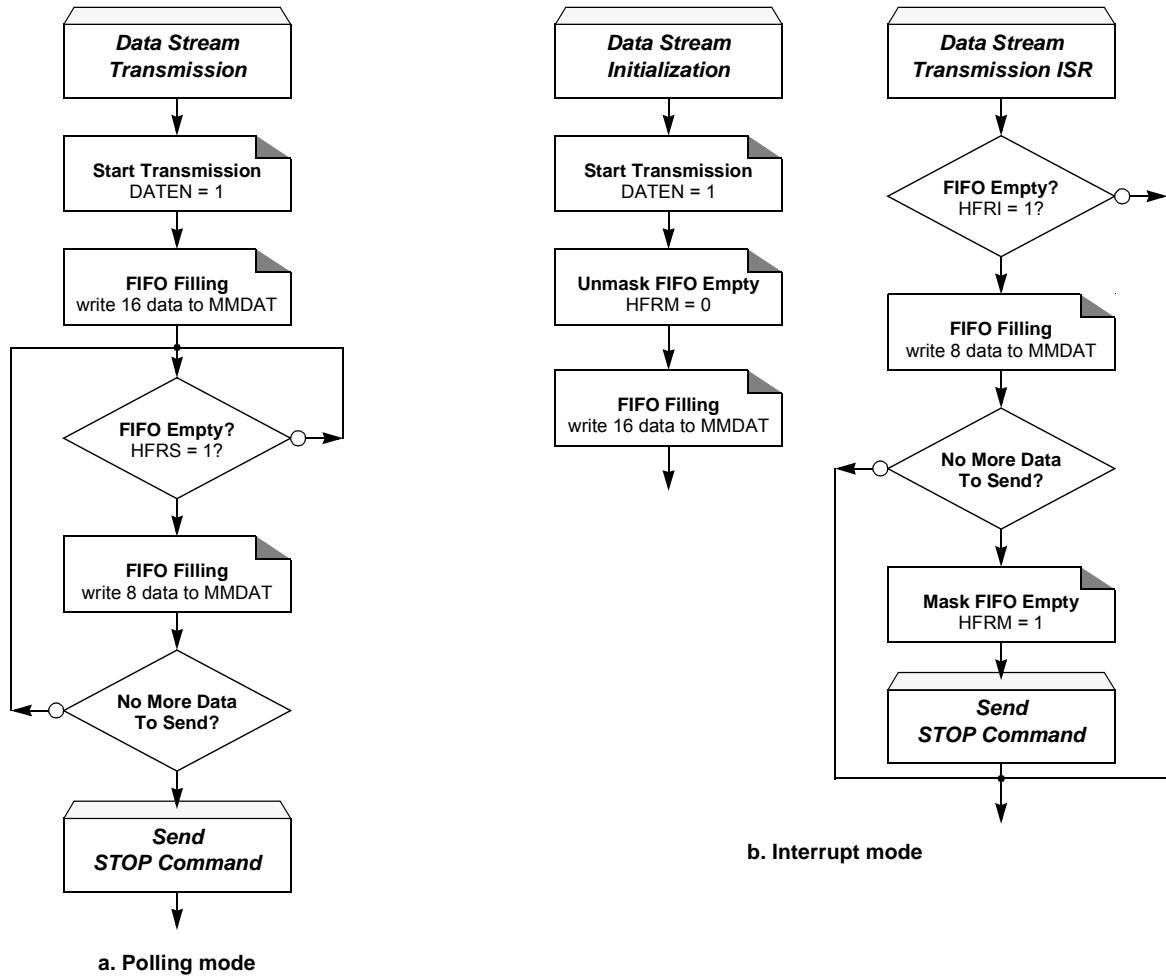 Data Stream
Transmission
Start Transmission
DATEN = 1
FIFO Filling
write 16 data to MMDAT
FIFO Empty?
HFRS = 1?
FIFO Filling
write 8 data to MMDAT
No More Data
To Send?
Send
STOP Command
a. Polling mode
Data Stream
Initialization
Start Transmission
DATEN = 1
Unmask FIFO Empty
HFRM = 0
FIFO Filling
write 16 data to MMDAT
Data Stream
Transmission ISR
FIFO Empty?
HFRI = 1?
FIFO Filling
write 8 data to MMDAT
No More Data
To Send?
Mask FIFO Empty
HFRM = 1
Send
STOP Command
b. Interrupt mode